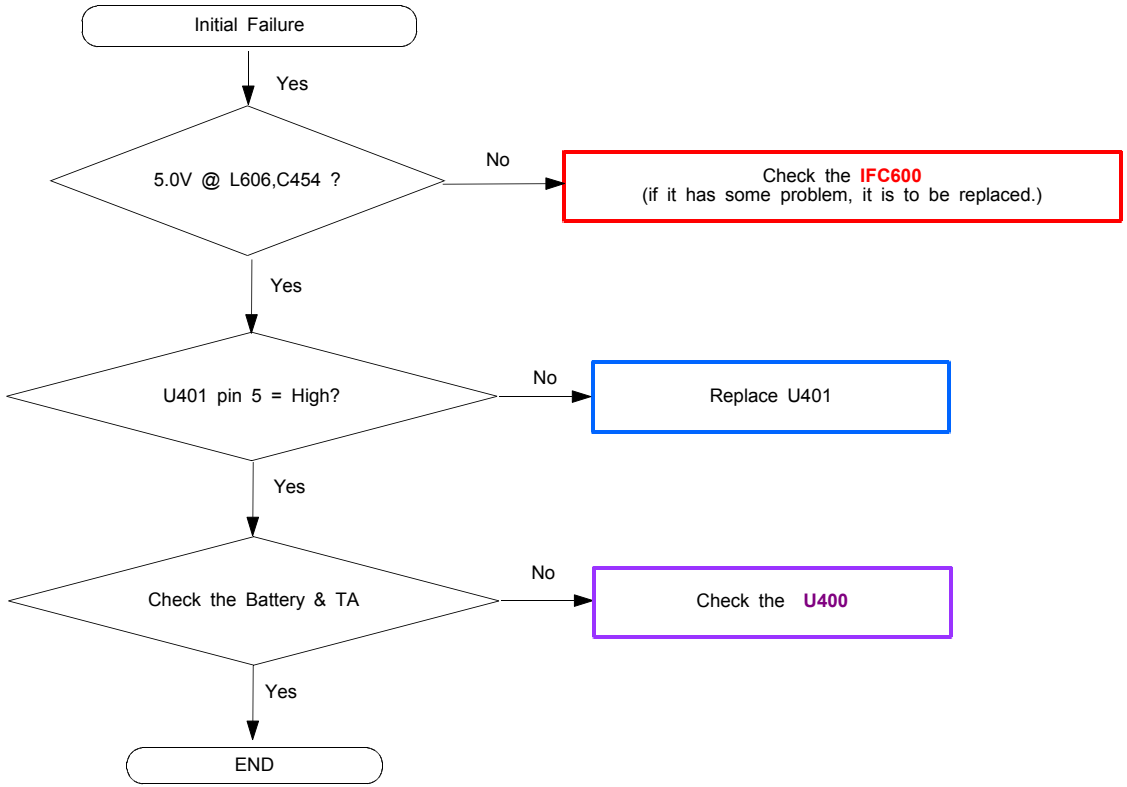 Initial Failure
Yes
5.0V @ L606,C454 ?
No
Check the IFC600
(if it has some problem, it is to be replaced.)
Yes
U401 pin 5 = High?
No
Replace U401
Yes
Check the Battery & TA
No
Check the U400
Yes
END